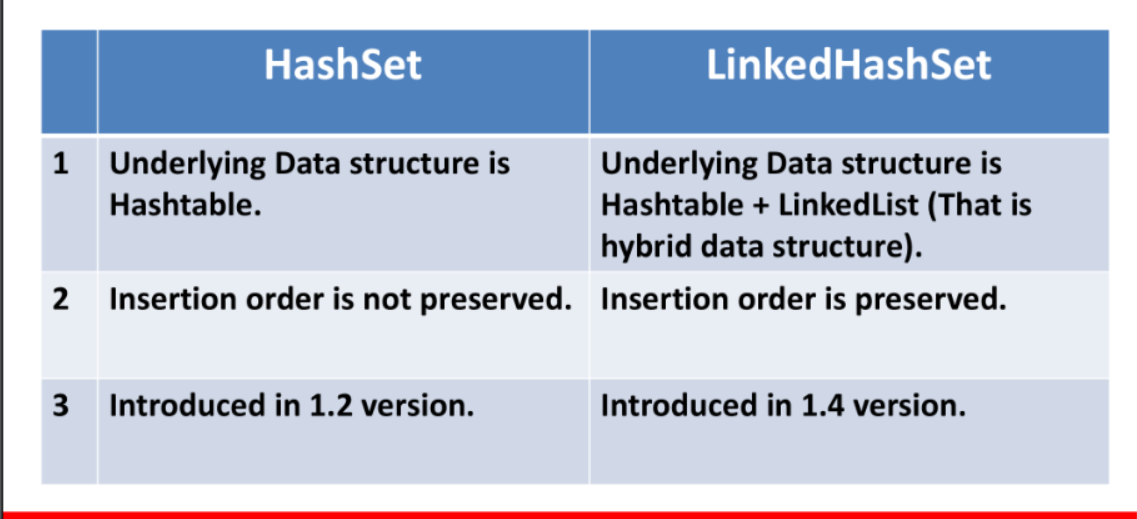 HashSet
LinkedHashSet
1
Underlying Data structure is
Hashtable.
Underlying Data structure is
Hashtable + LinkedList (That is
hybrid data structure).
2
Insertion order is not preserved.
Insertion order is preserved.
3
Introduced in 1.2 version.
Introduced in 1.4 version.